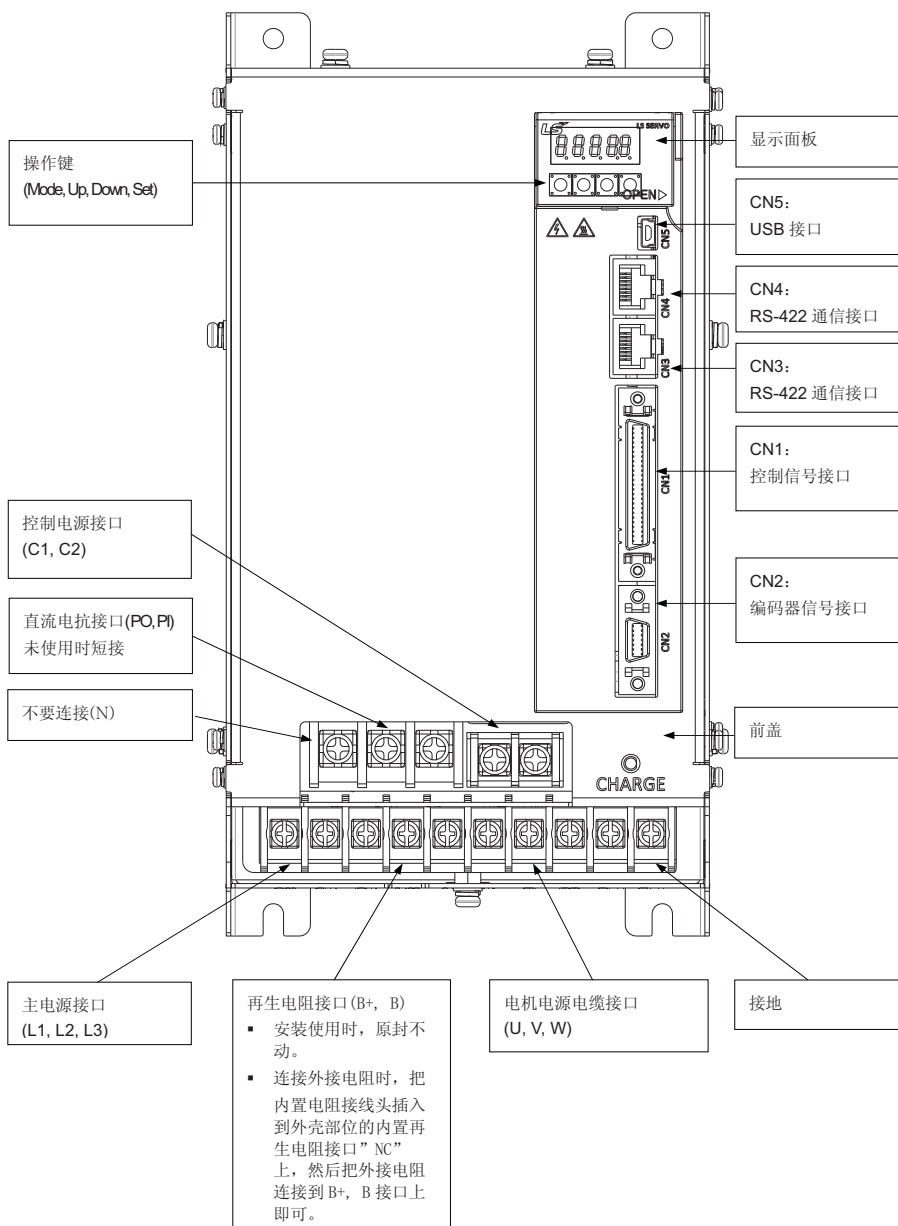 LS
LS SERVO
88888
OPEN
操作键
(Mode, Up, Down, Set)
显示面板
CN5：
USB 接口
CN5
CN4：
RS-422 通信接口
CN4
CN3：
RS-422 通信接口
CN3
CN1：
控制信号接口
CN1
控制电源接口
(C1, C2)
CN2：
编码器信号接口
CN2
直流电抗接口(PO, PI)
未使用时短接
不要连接(N)
前盖
CHARGE
主电源接口
(L1, L2, L3)
再生电阻接口(B+, B)
▪ 安装使用时，原封不
动。
▪ 连接外接电阻时，把
内置电阻接线头插入
到外壳部位的内置再
生电阻接口”NC”
上，然后把外接电阻
连接到 B+, B 接口上
即可。
电机电源电缆接口
(U, V, W)
接地